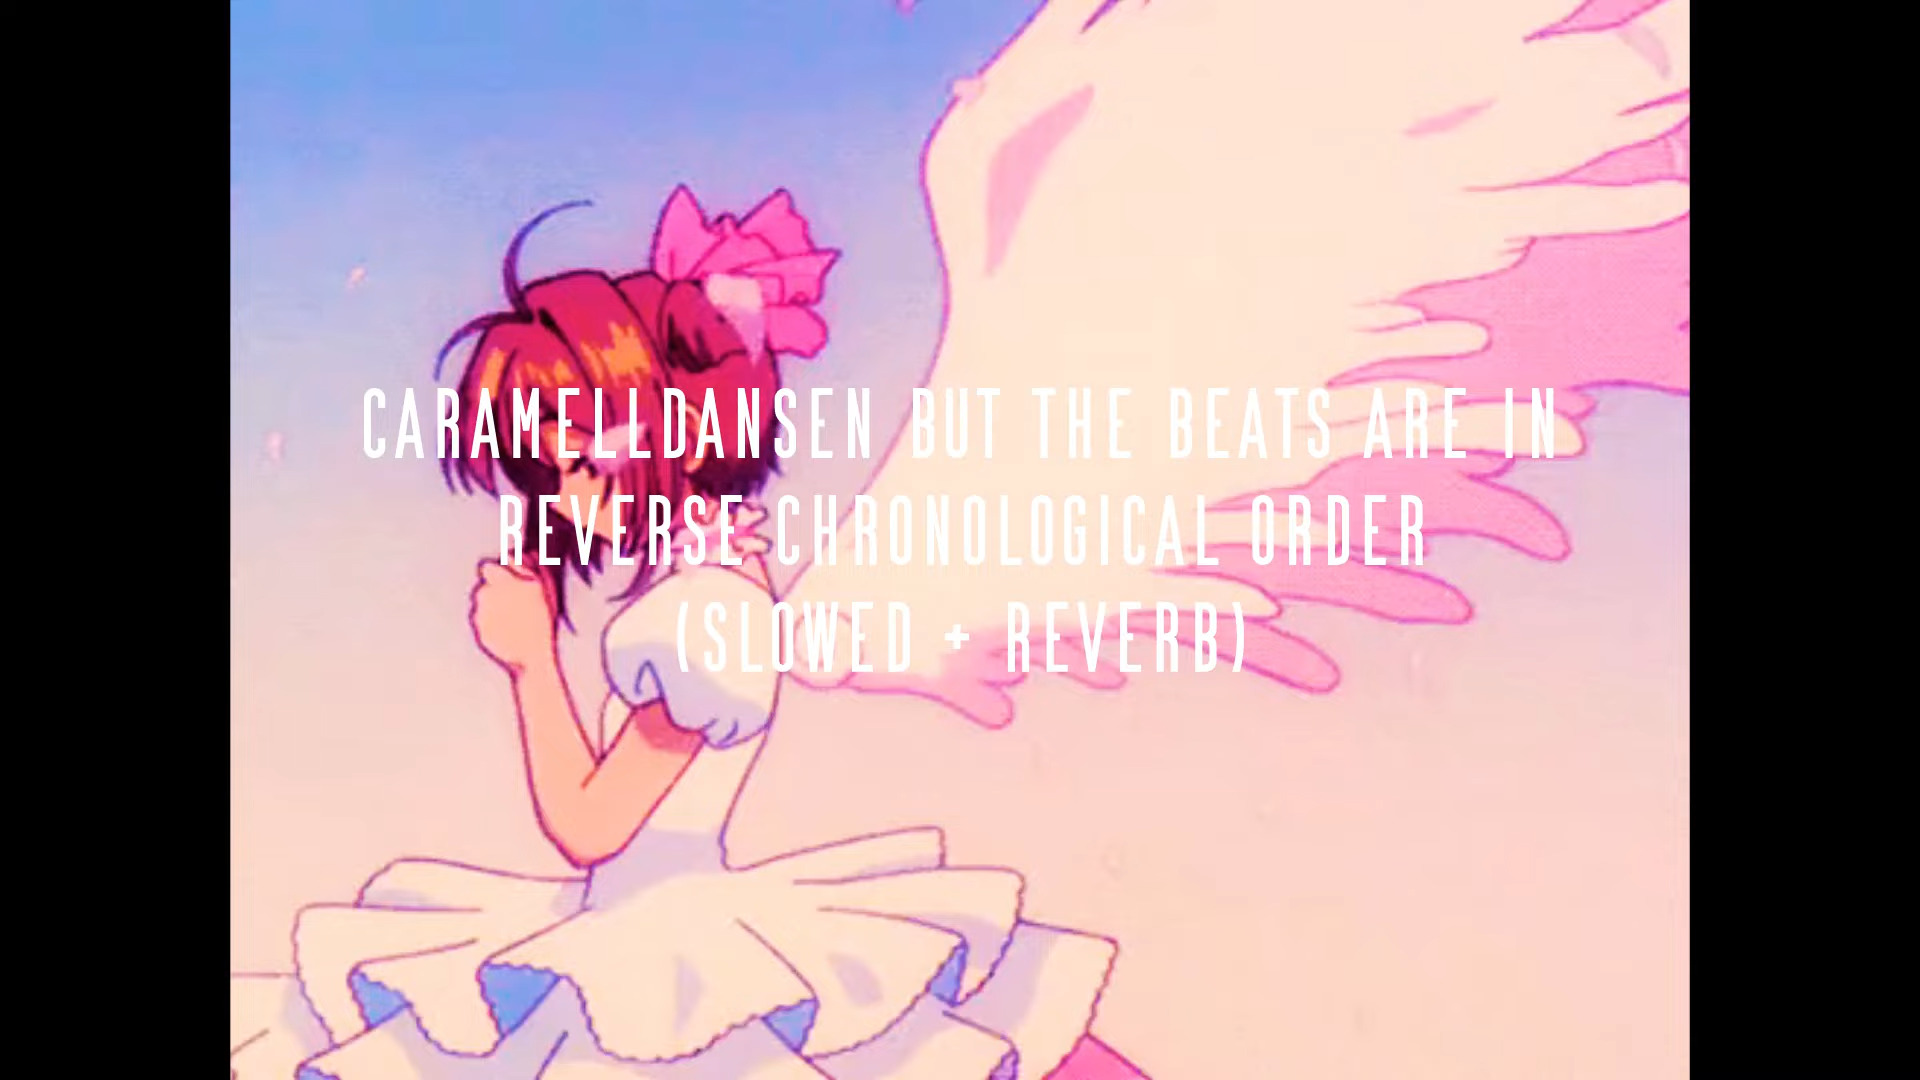 CARAMELLDANSEN BUT THE BEATS ARE IN
REVERSE CHRONOLOGICAL ORDER
(SLOWED + REVERB)